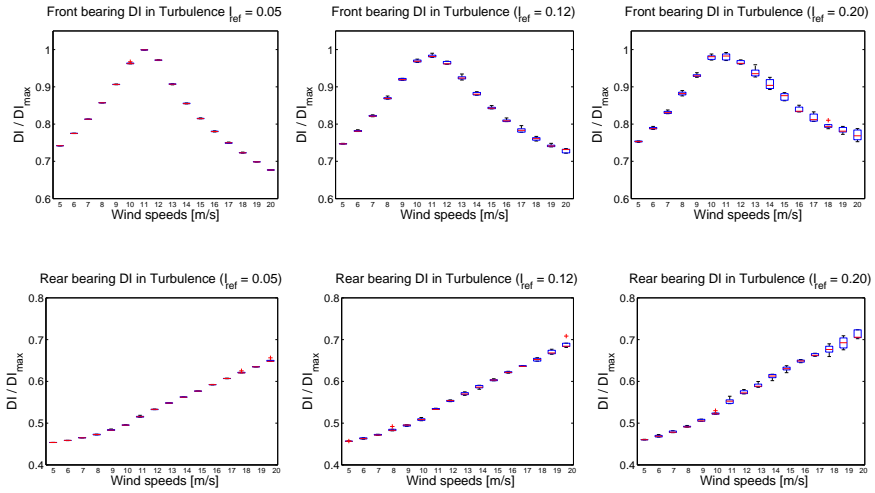 Front bearing DI in Turbulence I_ref = 0.05
DI / DI_max
1
0.9
0.8
0.7
0.6
5 6 7 8 9 10 11 12 13 14 15 16 17 18 19 20
Wind speeds [m/s]
Front bearing DI in Turbulence (I_ref = 0.12)
1
0.9
0.8
0.7
0.6
5 6 7 8 9 10 11 12 13 14 15 16 17 18 19 20
Wind speeds [m/s]
Front bearing DI in Turbulence (I_ref = 0.20)
DI / DI_max
1
0.9
0.8
0.7
0.6
5 6 7 8 9 10 11 12 13 14 15 16 17 18 19 20
Wind speeds [m/s]
Rear bearing DI in Turbulence (I_ref = 0.05)
DI / DI_max
0.8
0.7
0.6
0.5
0.4
5 6 7 8 9 10 11 12 13 14 15 16 17 18 19 20
Wind speeds [m/s]
Rear bearing DI in Turbulence (I_ref = 0.12)
DI / DI_max
0.8
0.7
0.6
0.5
0.4
5 6 7 8 9 10 11 12 13 14 15 16 17 18 19 20
Wind speeds [m/s]
Rear bearing DI in Turbulence (I_ref = 0.20)
DI / DI_max
0.8
0.7
0.6
0.5
0.4
5 6 7 8 9 10 11 12 13 14 15 16 17 18 19 20
Wind speeds [m/s]